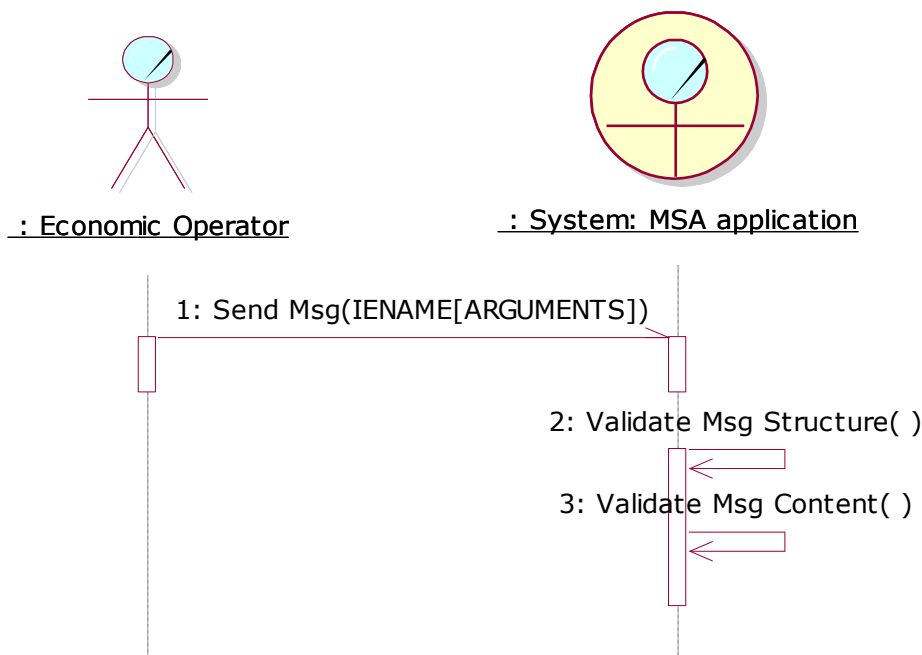 : Economic Operator
: System: MSA application
1: Send Msg(IENAME[ARGUMENTS])
2: Validate Msg Structure( )
3: Validate Msg Content( )